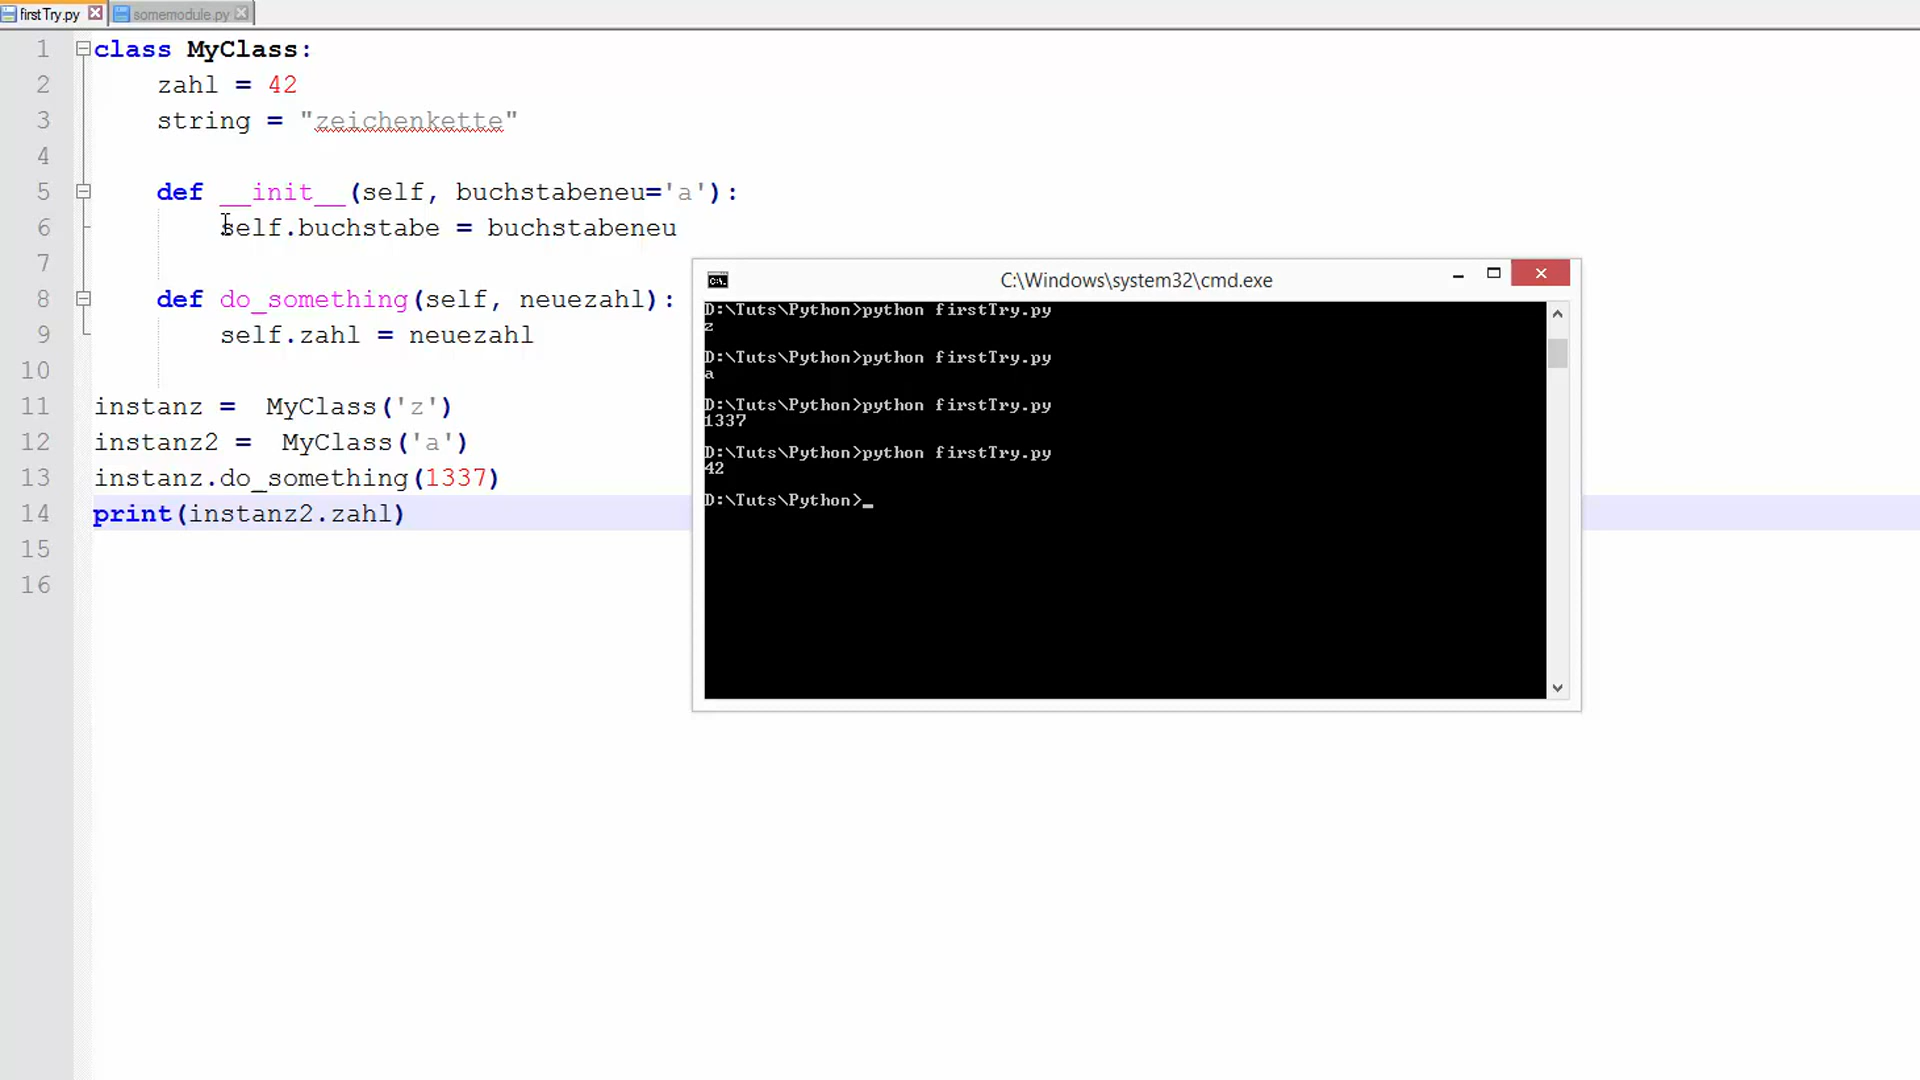 firstTry.py somemodule.py
1 class MyClass:
2 zahl = 42
3 string = "zeichenkette"
4
5 def __init__(self, buchstabeneu='a'):
6 self.buchstabe = buchstabeneu
7
8 def do_something(self, neuezahl):
9 self.zahl = neuezahl
10
11 instanz =  MyClass('z')
12 instanz2 =  MyClass('a')
13 instanz.do_something(1337)
14 print(instanz2.zahl)
15
16
C:\Windows\system32\cmd.exe
D:\Tuts\Python>python firstTry.py
z
D:\Tuts\Python>python firstTry.py
a
D:\Tuts\Python>python firstTry.py
1337
D:\Tuts\Python>python firstTry.py
42
D:\Tuts\Python>_